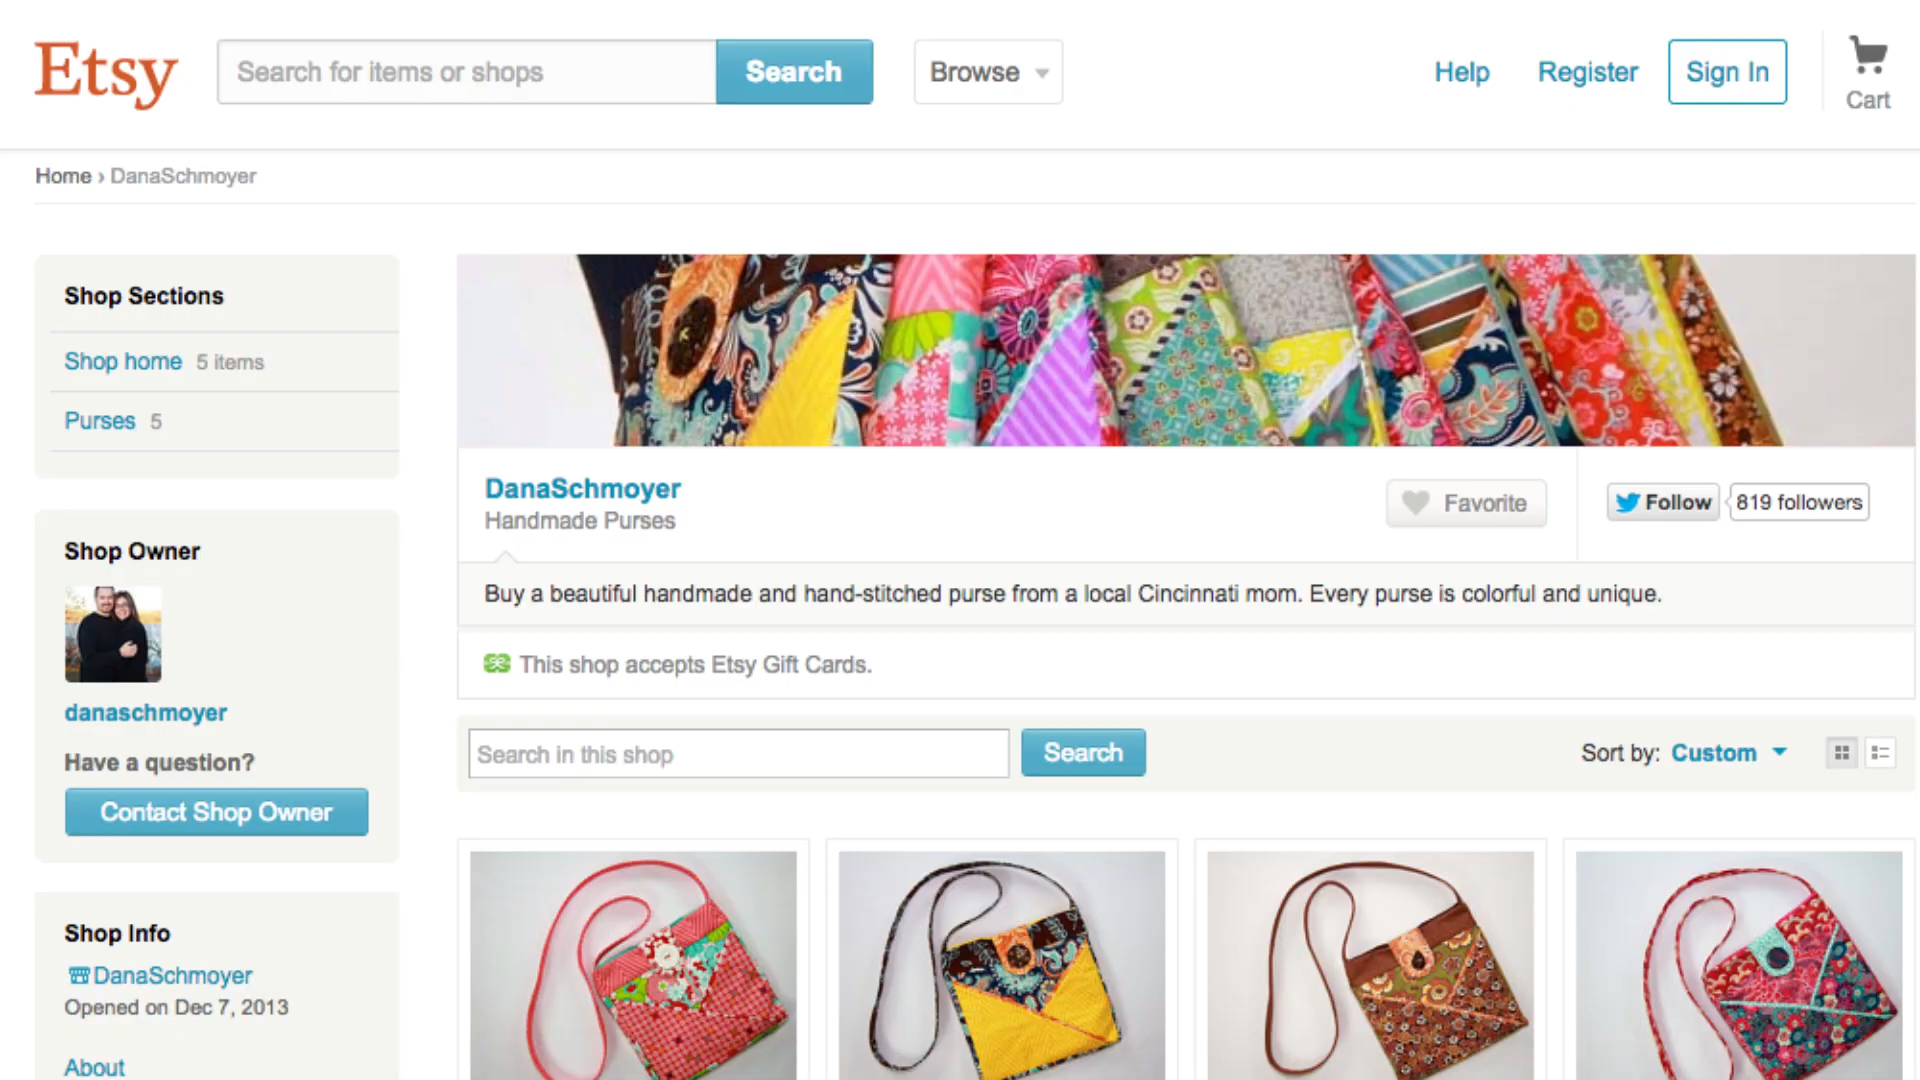 Etsy
Search for items or shops
Search
Browse
Help
Register
Sign In
Cart
Home › DanaSchmoyer
Shop Sections
Shop home 5 items
Purses 5
Shop Owner
danaschmoyer
Have a question?
Contact Shop Owner
Shop Info
DanaSchmoyer
Opened on Dec 7, 2013
About
DanaSchmoyer
Handmade Purses
Favorite
Follow
819 followers
Buy a beautiful handmade and hand-stitched purse from a local Cincinnati mom. Every purse is colorful and unique.
This shop accepts Etsy Gift Cards.
Search in this shop
Search
Sort by: Custom